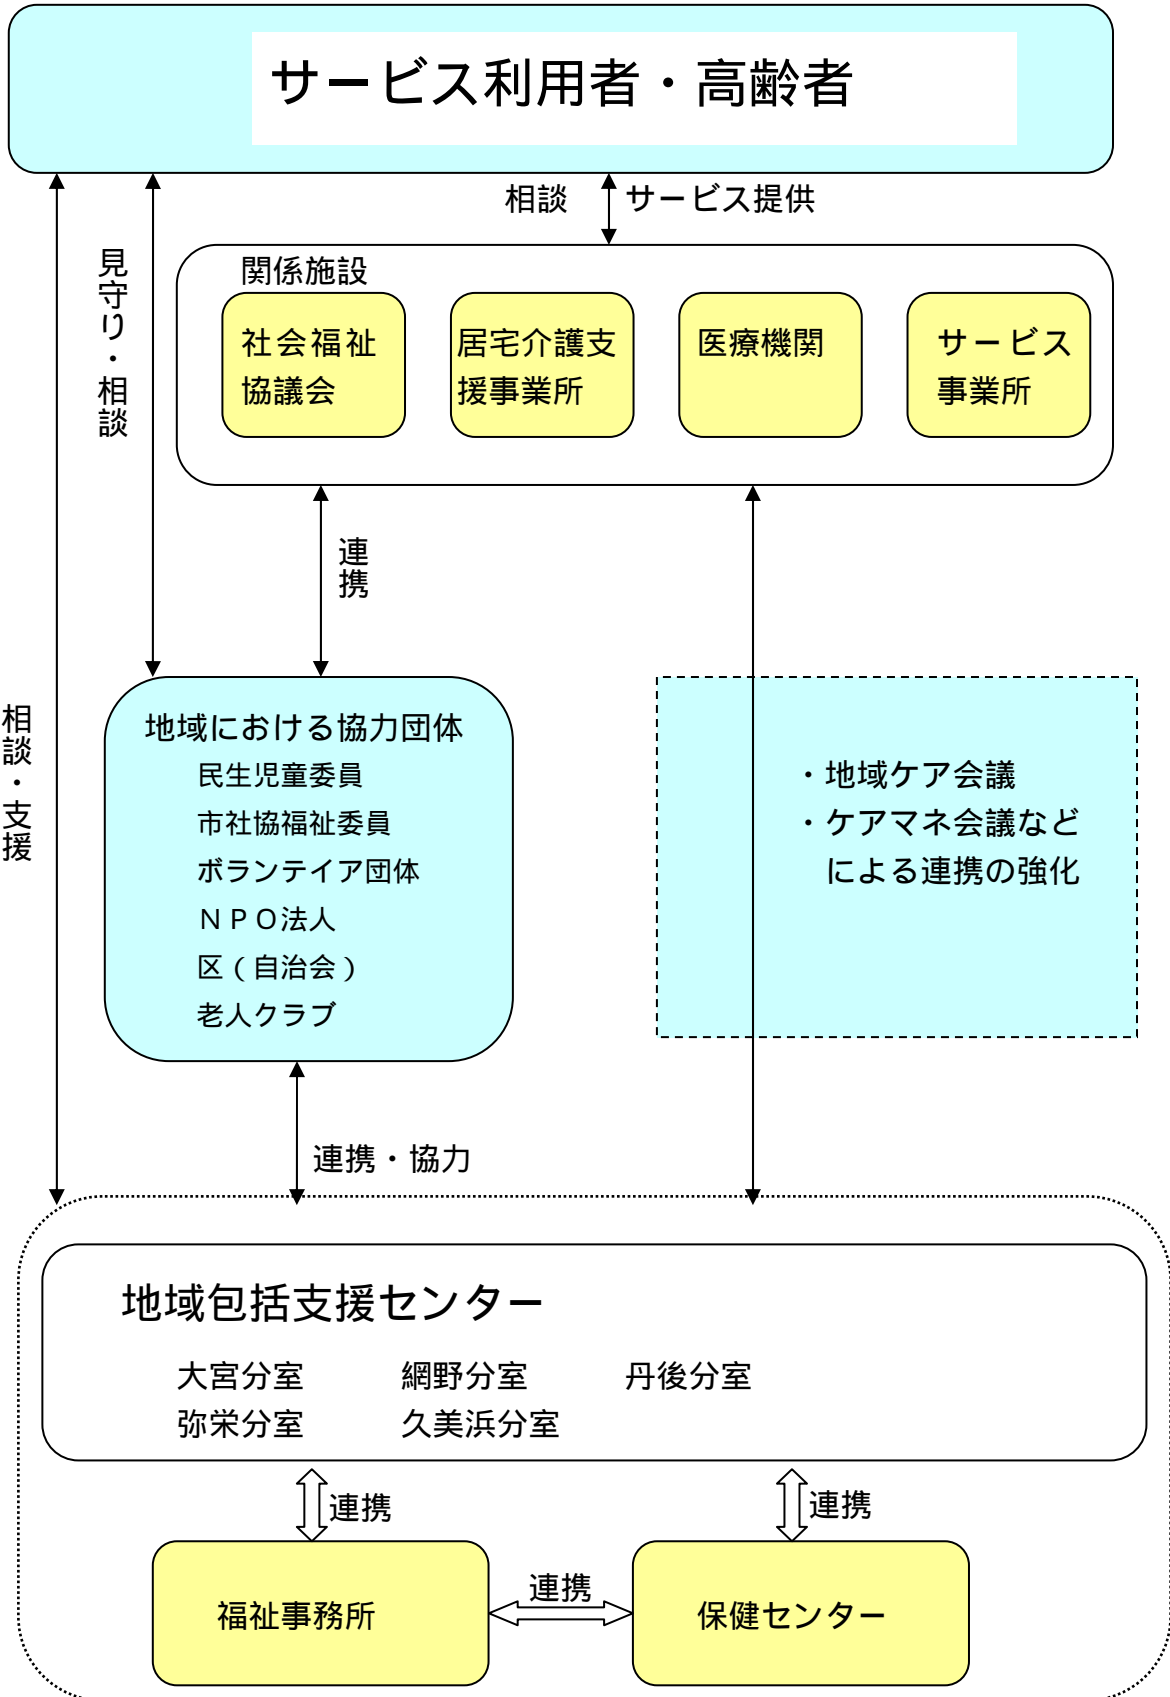 サービス利用者・高齢者
相談
サービス提供
見守り・相談
関係施設
社会福祉
協議会
居宅介護支
援事業所
医療機関
サービス
事業所
連携
相談・支援
地域における協力団体
民生児童委員
市社協福祉委員
ボランテイア団体
ＮＰＯ法人
区（自治会）
老人クラブ
・地域ケア会議
・ケアマネ会議など
による連携の強化
連携・協力
地域包括支援センター
大宮分室　網野分室　丹後分室
弥栄分室　久美浜分室
連携
連携
連携
福祉事務所
保健センター